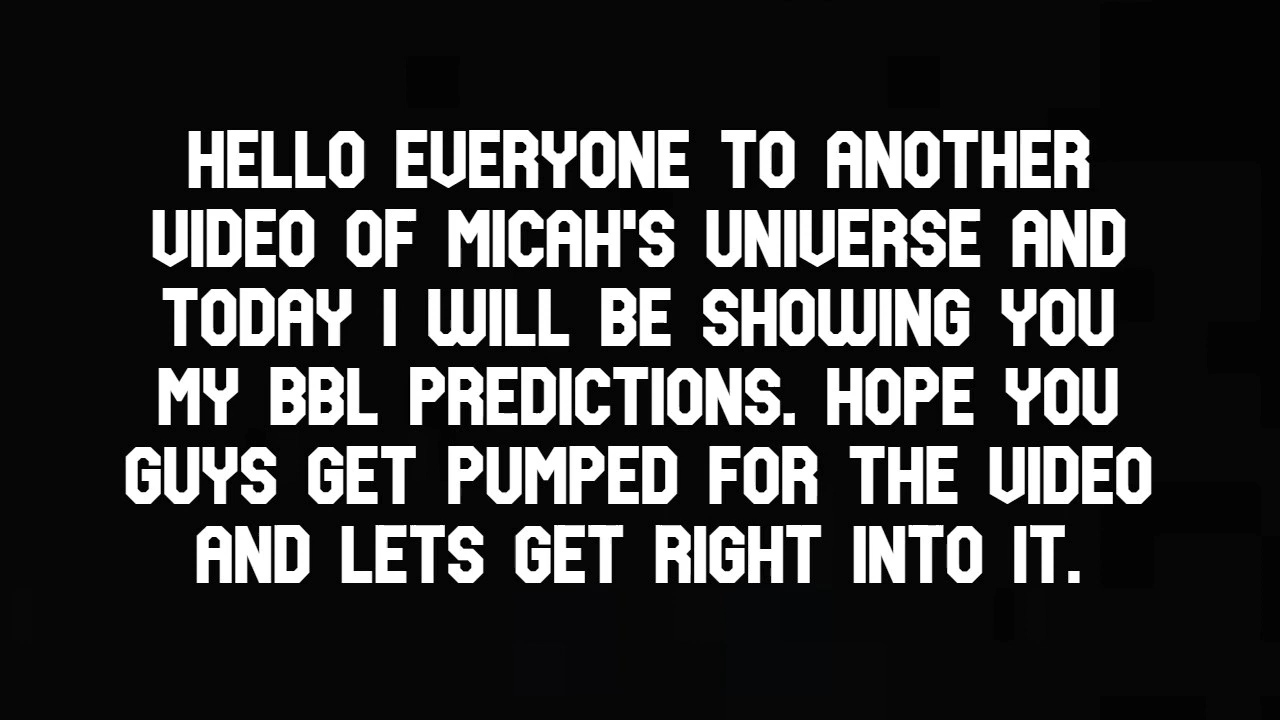 HELLO EVERYONE TO ANOTHER
VIDEO OF MICAH'S UNIVERSE AND
TODAY I WILL BE SHOWING YOU
MY BBL PREDICTIONS. HOPE YOU
GUYS GET PUMPED FOR THE VIDEO
AND LETS GET RIGHT INTO IT.